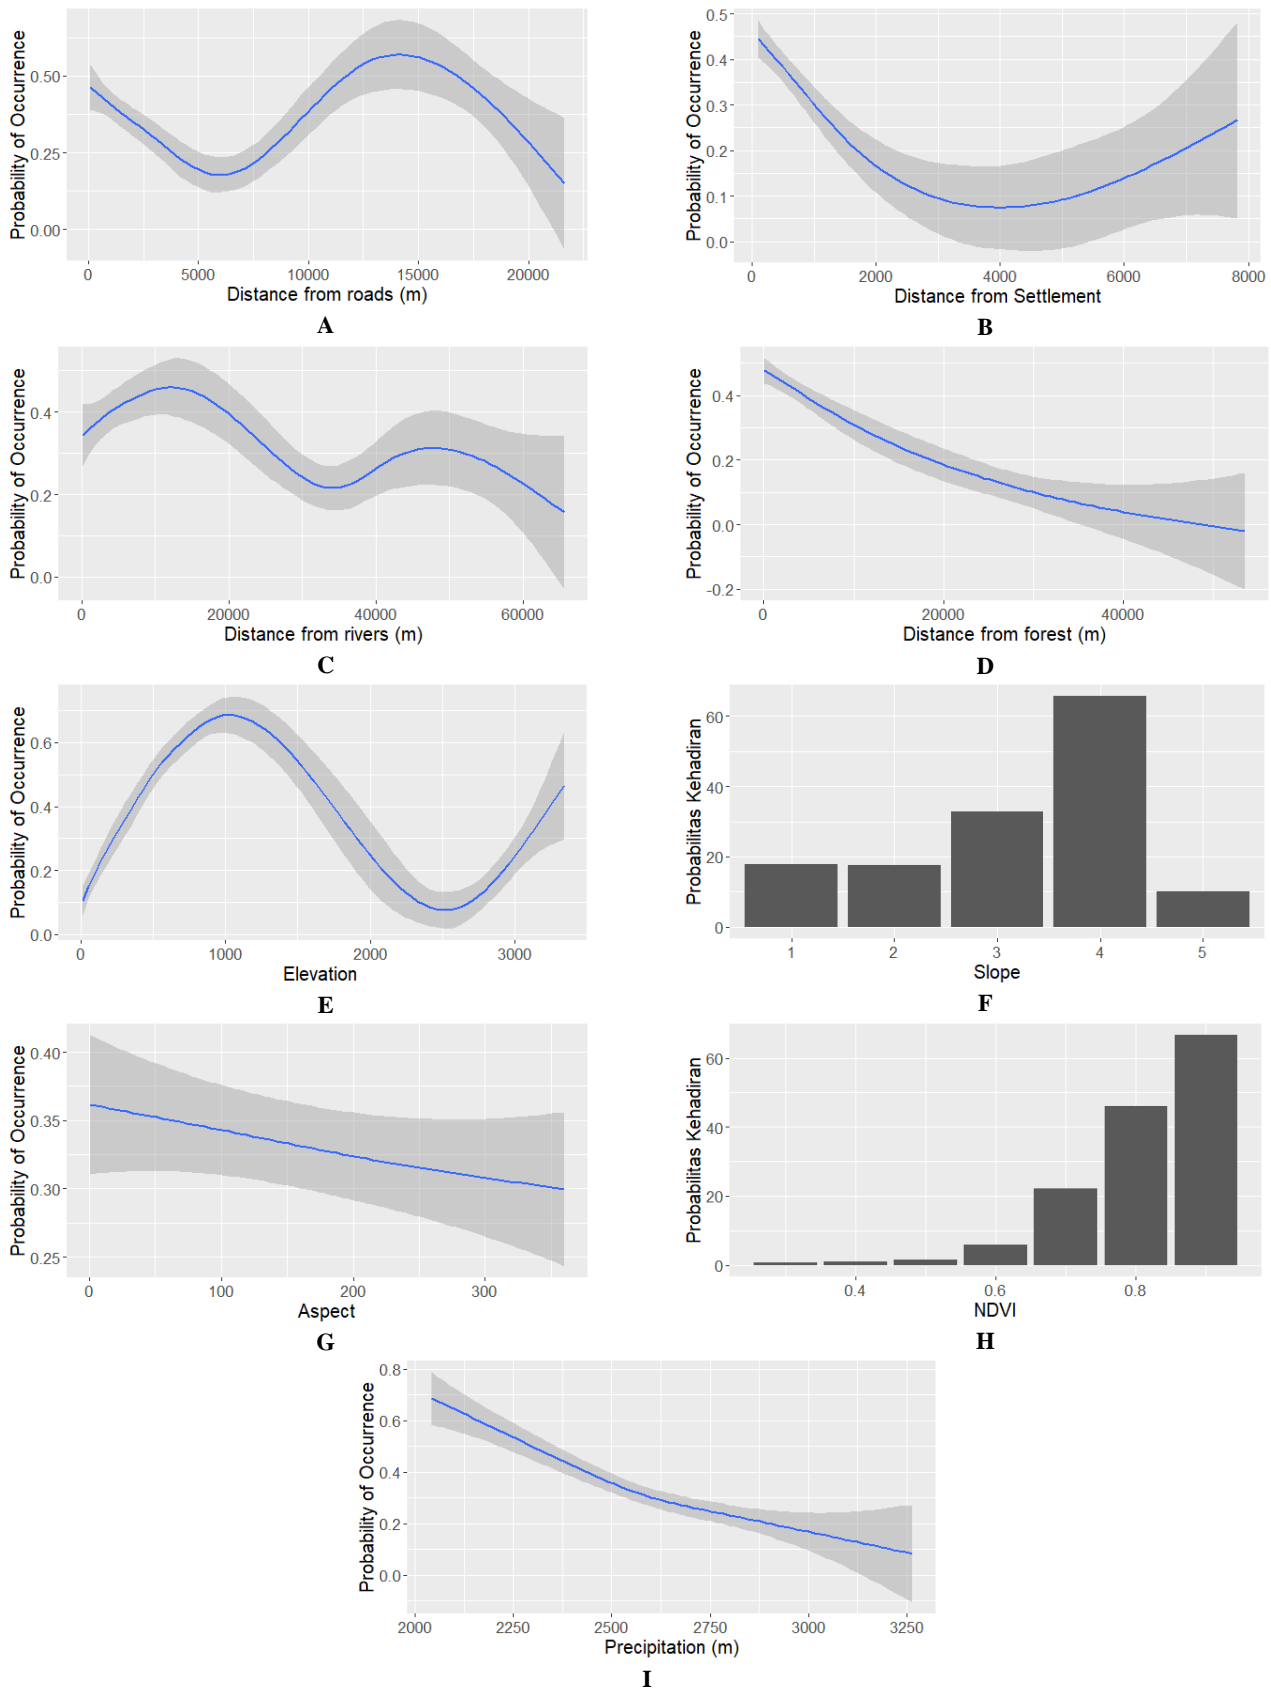 Probability of Occurrence
0.50
0.25
0.00
0 5000 10000 15000 20000
Distance from roads (m)
A
Probability of Occurrence
0.5
0.4
0.3
0.2
0.1
0.0
0 2000 4000 6000 8000
Distance from Settlement
B
Probability of Occurrence
0.4
0.2
0.0
0 20000 40000 60000
Distance from rivers (m)
C
Probability of Occurrence
0.4
0.2
0.0
-0.2
0 20000 40000
Distance from forest (m)
D
Probability of Occurrence
0.6
0.4
0.2
0.0
0 1000 2000 3000
Elevation
E
Probabilitas Kehadiran
60
40
20
0
1 2 3 4 5
Slope
F
Probability of Occurrence
0.40
0.35
0.30
0.25
0 100 200 300
Aspect
G
Probabilitas Kehadiran
60
40
20
0
0.4 0.6 0.8
NDVI
H
Probability of Occurrence
0.8
0.6
0.4
0.2
0.0
2000 2250 2500 2750 3000 3250
Precipitation (m)
I